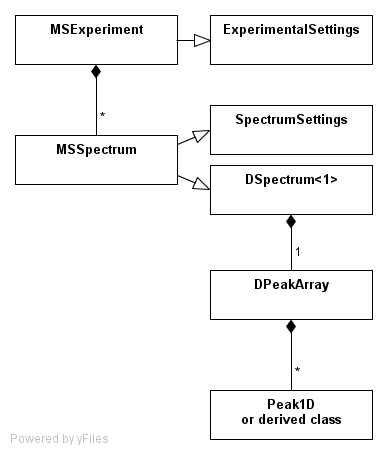 MSExperiment
ExperimentalSettings
*
SpectrumSettings
MSSpectrum
DSpectrum<1>
1
DPeakArray
*
Peak1D
or derived class
Powered by yFiles